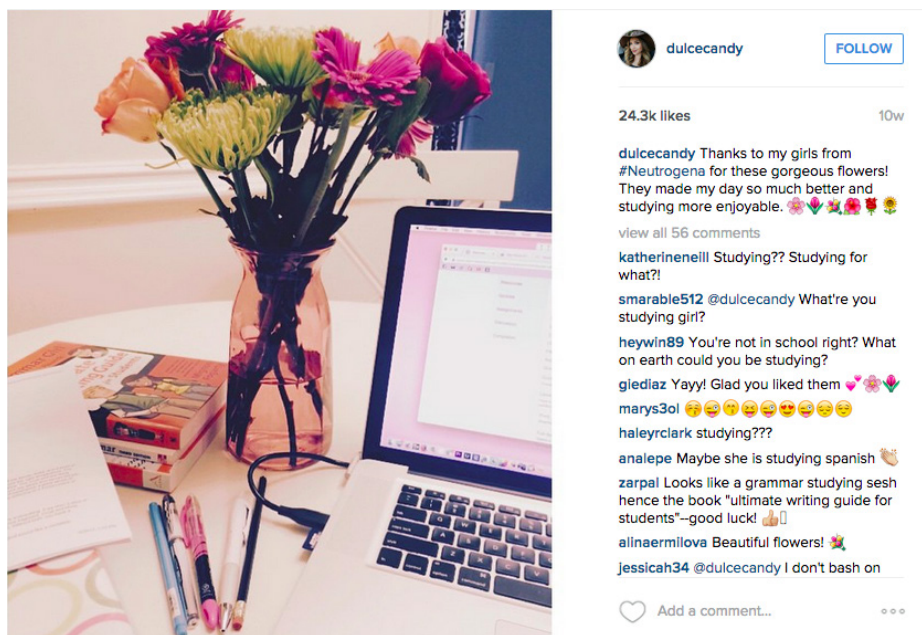 dulcecandy
FOLLOW
24.3k likes
10w
dulcecandy Thanks to my girls from
#Neutrogena for these gorgeous flowers!
They made my day so much better and
studying more enjoyable. 🌸🌷💐🌺🌹🌻
view all 56 comments
katherineneill Studying?? Studying for
what?!
smarable512 @dulcecandy What're you
studying girl?
heywin89 You're not in school right? What
on earth could you be studying?
giediaz Yayy! Glad you liked them 💕🌸🌷
marys3ol
haleyrclark studying???
analepe Maybe she is studying spanish 👏🏻
zarpal Looks like a grammar studying sesh
hence the book "ultimate writing guide for
students"--good luck! 👍🏼
alinaermilova Beautiful flowers! 💐
jessicah34 @dulcecandy I don't bash on
Add a comment...